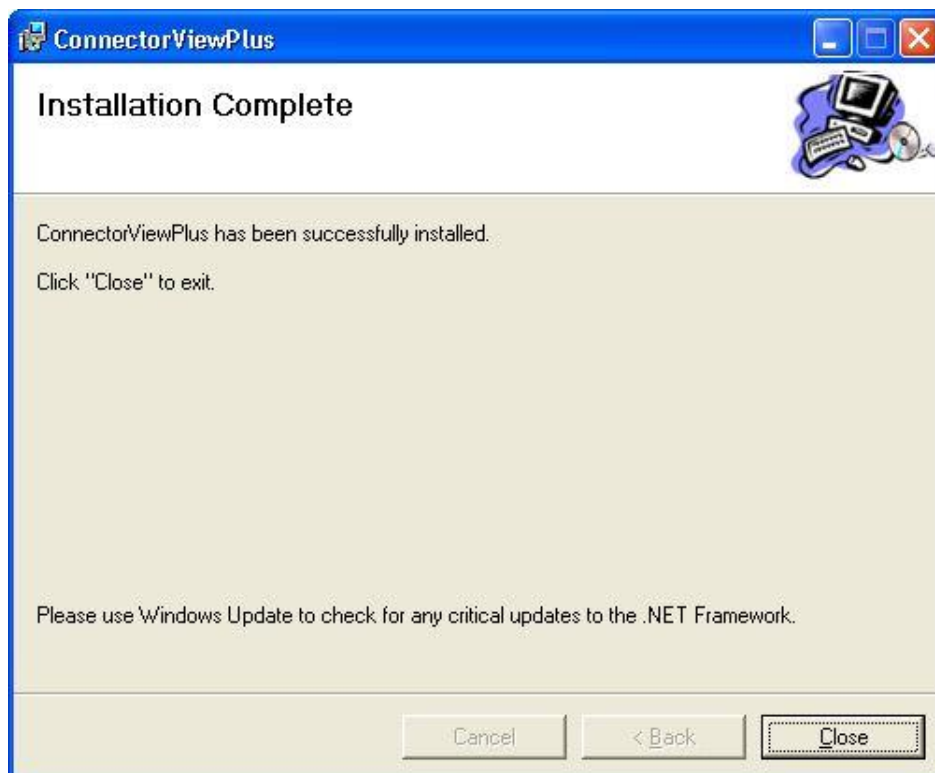 ConnectorViewPlus
Installation Complete
ConnectorViewPlus has been successfully installed.
Click "Close" to exit.
Please use Windows Update to check for any critical updates to the .NET Framework.
Cancel
< Back
Close